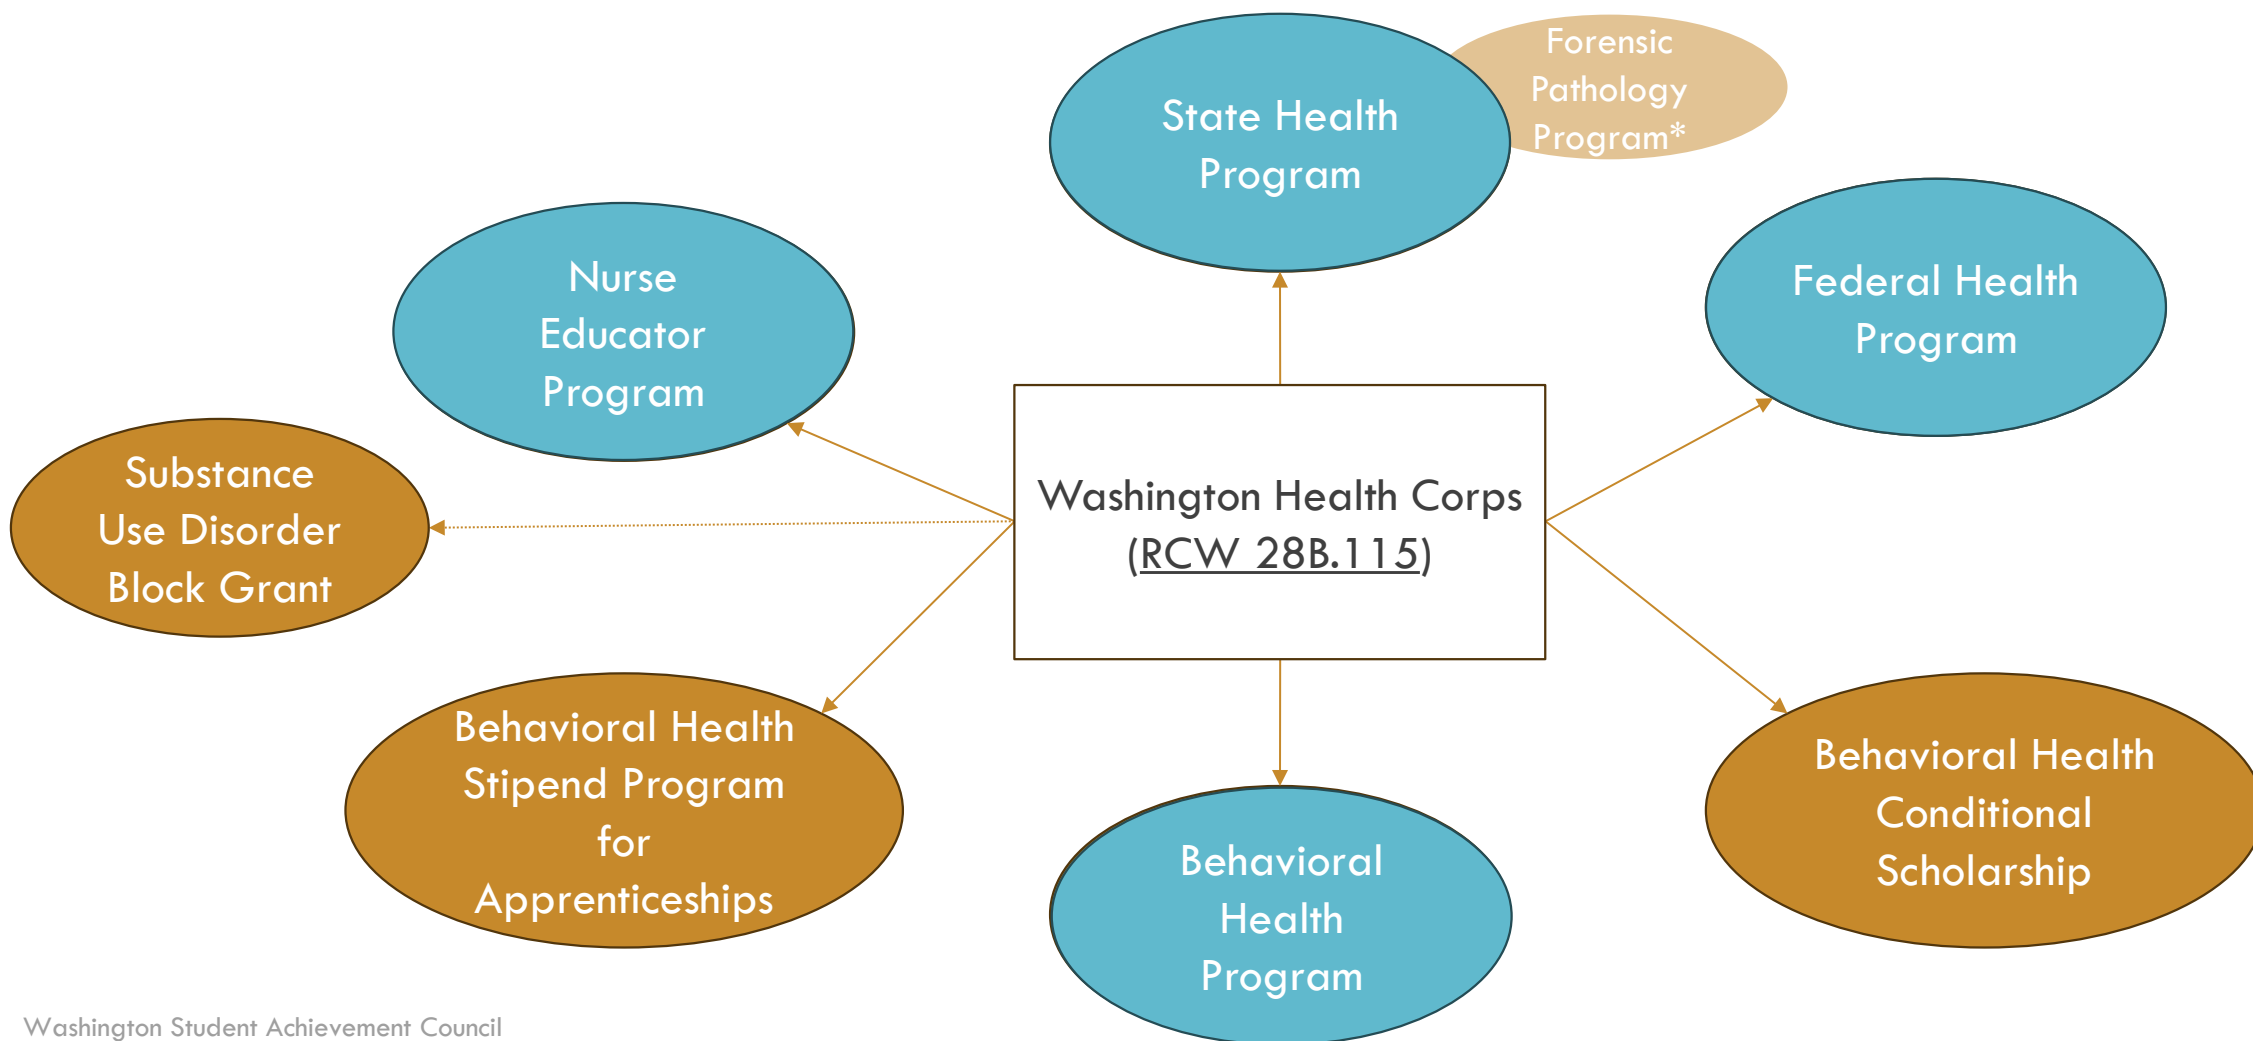 State Health
Program
Forensic
Pathology
Program*
Nurse
Educator
Program
Federal Health
Program
Substance
Use Disorder
Block Grant
Washington Health Corps
(RCW 28B.115)
Behavioral Health
Stipend Program
for
Apprenticeships
Behavioral
Health
Program
Behavioral Health
Conditional
Scholarship
Washington Student Achievement Council